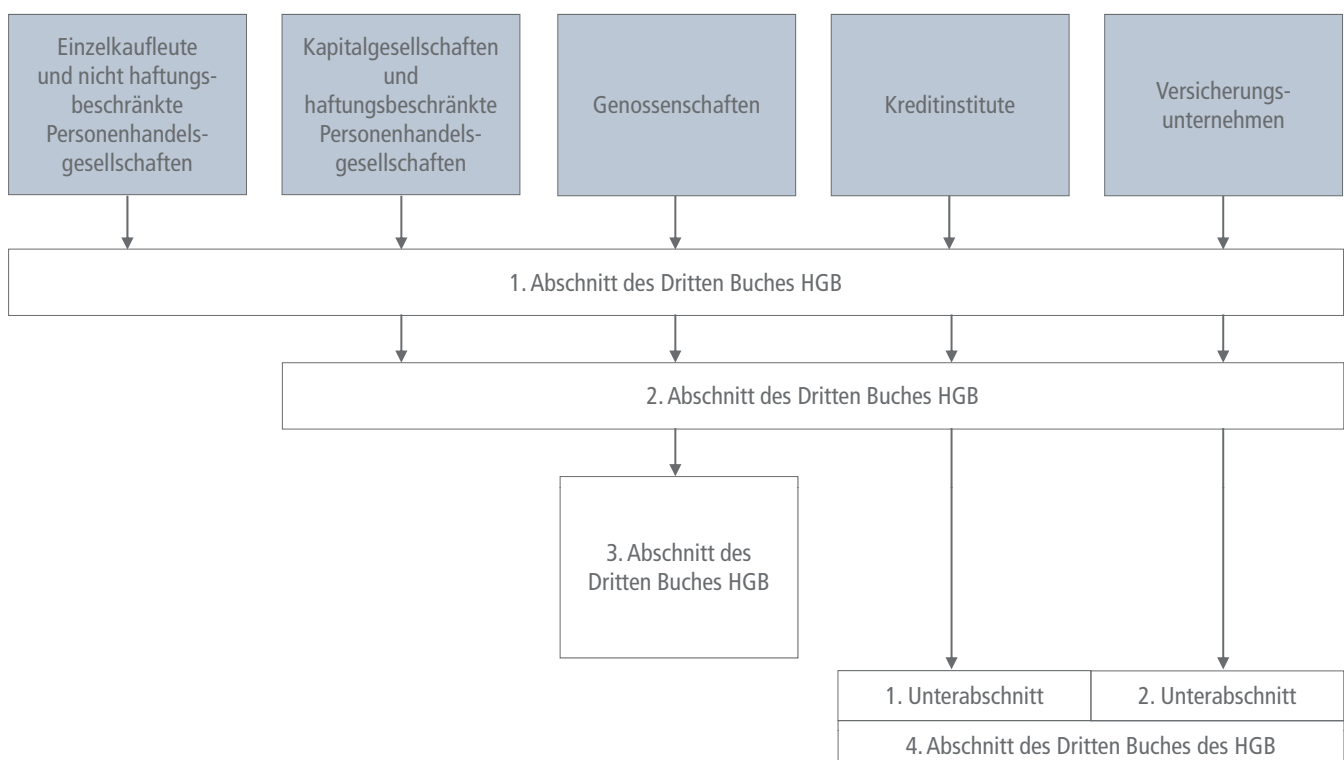 Einzelkaufleute
und nicht haftungs-
beschränkte
Personenhandels-
gesellschaften
Kapitalgesellschaften
und
haftungsbeschränkte
Personenhandels-
gesellschaften
Genossenschaften
Kreditinstitute
Versicherungs-
unternehmen
1. Abschnitt des Dritten Buches HGB
2. Abschnitt des Dritten Buches HGB
3. Abschnitt des
Dritten Buches HGB
1. Unterabschnitt
2. Unterabschnitt
4. Abschnitt des Dritten Buches des HGB